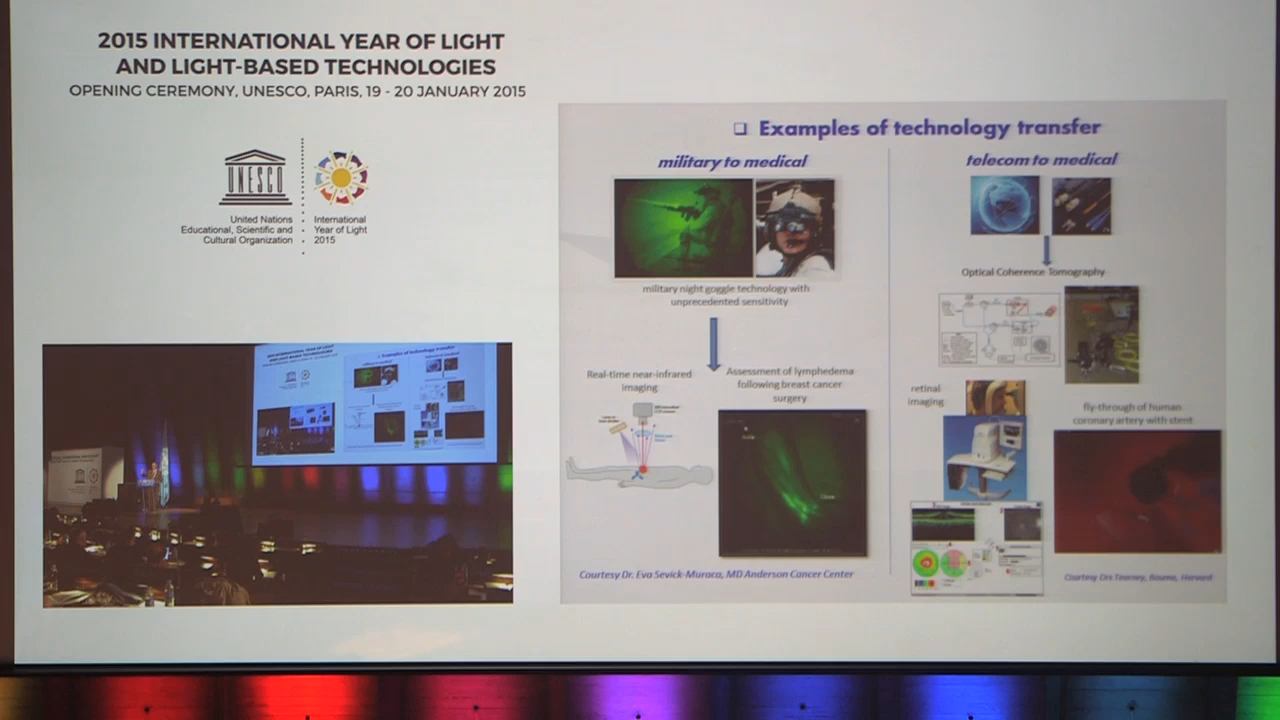 2015 INTERNATIONAL YEAR OF LIGHT
AND LIGHT-BASED TECHNOLOGIES
OPENING CEREMONY, UNESCO, PARIS, 19 - 20 JANUARY 2015
UNESCO
United Nations
Educational, Scientific and
Cultural Organization
International
Year of Light
2015
Examples of technology transfer
military to medical
military night goggle technology with
unprecedented sensitivity
Real-time near-infrared
imaging
Assessment of lymphedema
following breast cancer
surgery
Courtesy Dr. Eva Sevick-Muraca, MD Anderson Cancer Center
telecom to medical
Optical Coherence Tomography
retinal
imaging
fly-through of human
coronary artery with stent
Courtesy Drs Tearney, Bouma, Harvard